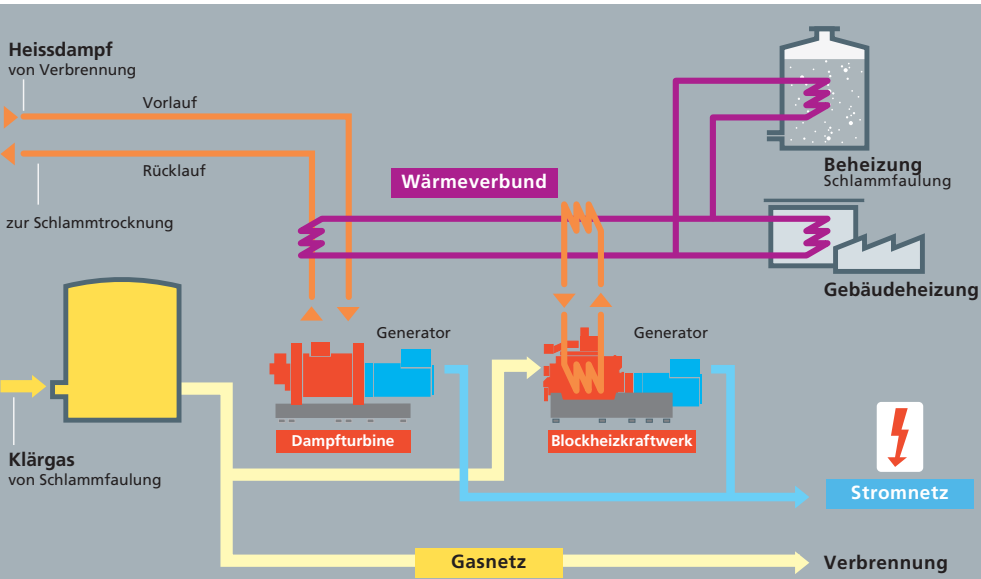 Heissdampf
von Verbrennung
Vorlauf
Rücklauf
zur Schlammtrocknung
Wärmeverbund
Beheizung
Schlammfaulung
Gebäudeheizung
Generator
Generator
Dampfturbine
Blockheizkraftwerk
Klärgas
von Schlammfaulung
Stromnetz
Gasnetz
Verbrennung